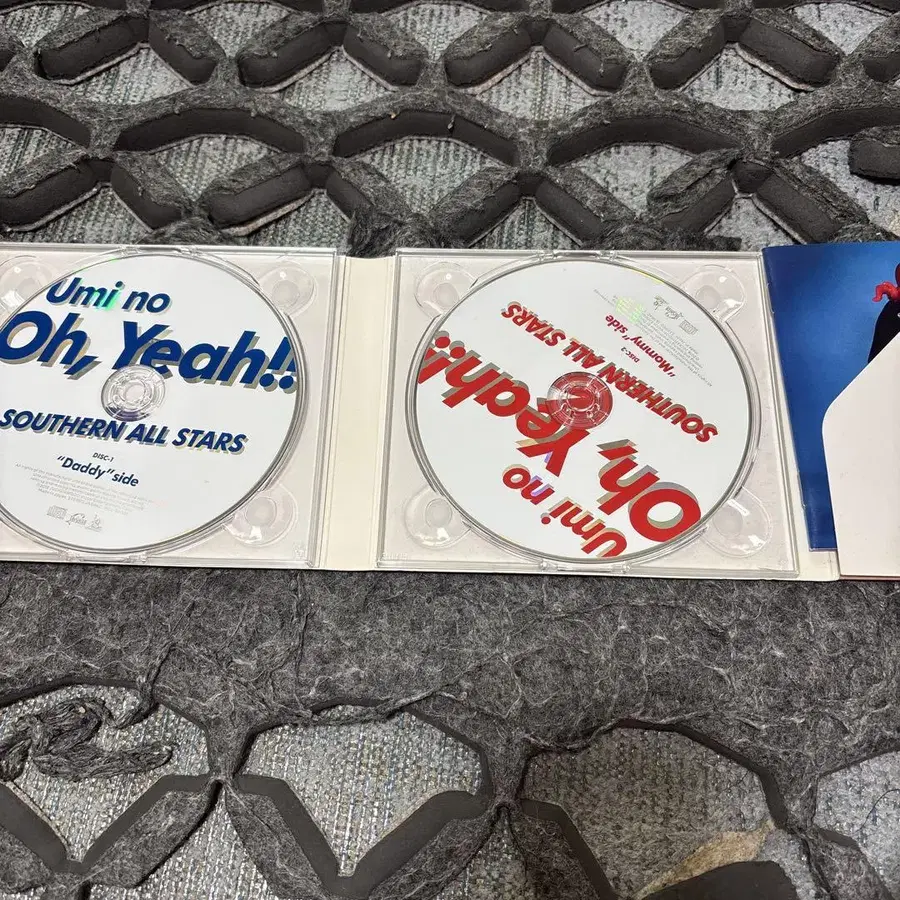 Umi no
Oh, Yeah!!
SOUTHERN ALL STARS
DISC-1
"Daddy" side
Umi no
Oh, Yeah!!
SOUTHERN ALL STARS
DISC-2
"Mommy" side